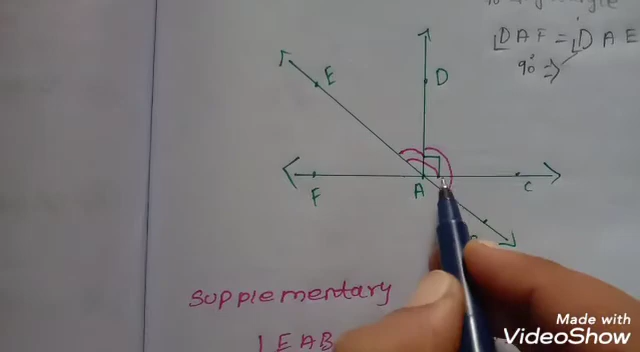 ∠DAF = ∠DAE
90° ⇒
E
D
F
A
C
supplementary
∠EAB
Made with
VideoShow